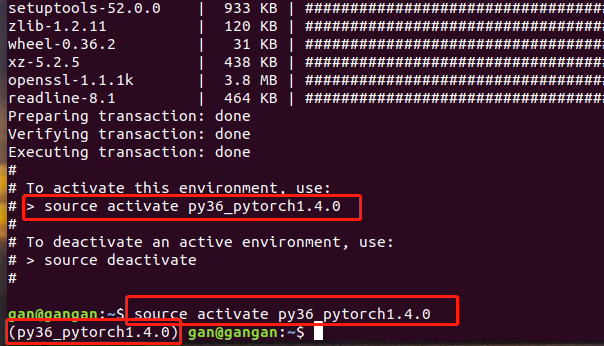 setuptools-52.0.0 | 933 KB | ##################################
zlib-1.2.11 | 120 KB | ##################################
wheel-0.36.2 | 31 KB | ##################################
xz-5.2.5 | 438 KB | ##################################
openssl-1.1.1k | 3.8 MB | ##################################
readline-8.1 | 464 KB | ##################################
Preparing transaction: done
Verifying transaction: done
Executing transaction: done
#
# To activate this environment, use:
# > source activate py36_pytorch1.4.0
#
# To deactivate an active environment, use:
# > source deactivate
#
gan@gangan:~$ source activate py36_pytorch1.4.0
(py36_pytorch1.4.0) gan@gangan:~$